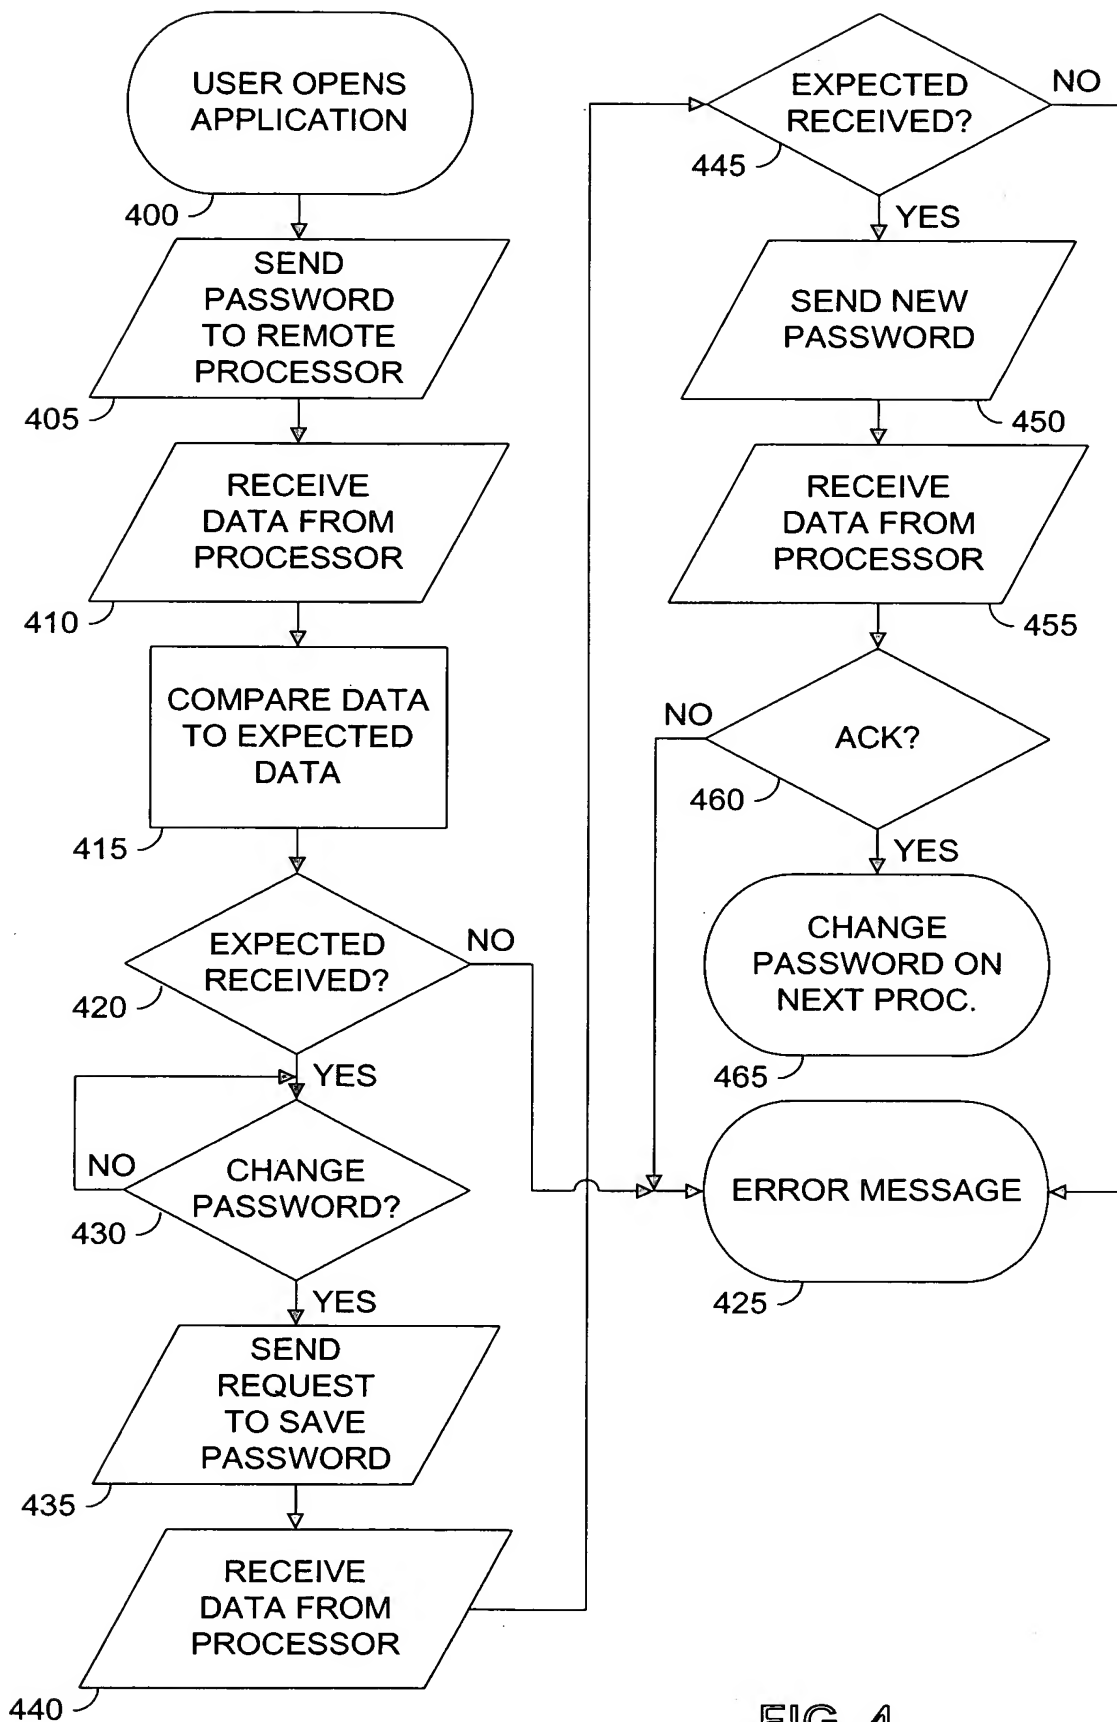 USER OPENS
APPLICATION
400
SEND
PASSWORD
TO REMOTE
PROCESSOR
405
RECEIVE
DATA FROM
PROCESSOR
410
COMPARE DATA
TO EXPECTED
DATA
415
EXPECTED
RECEIVED?
NO
420
YES
CHANGE
PASSWORD?
NO
430
YES
SEND
REQUEST
TO SAVE
PASSWORD
435
RECEIVE
DATA FROM
PROCESSOR
440
EXPECTED
RECEIVED?
NO
445
YES
SEND NEW
PASSWORD
450
RECEIVE
DATA FROM
PROCESSOR
455
ACK?
NO
460
YES
CHANGE
PASSWORD ON
NEXT PROC.
465
ERROR MESSAGE
425
FIG. 4